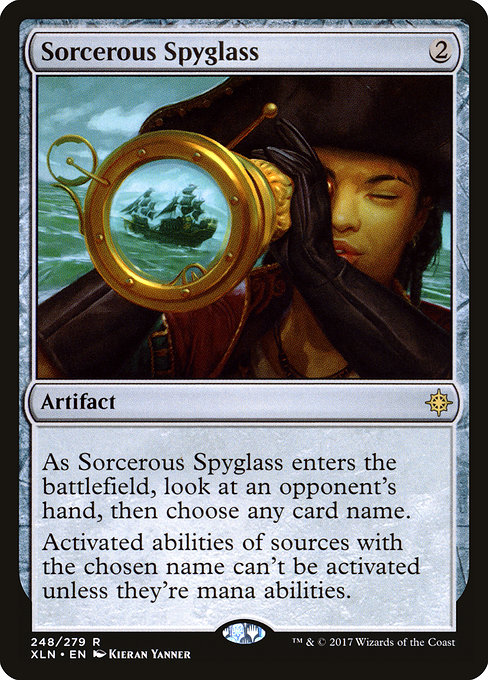 Sorcerous Spyglass 2
Artifact
As Sorcerous Spyglass enters the
battlefield, look at an opponent's
hand, then choose any card name.
Activated abilities of sources with
the chosen name can't be activated
unless they're mana abilities.
248/279 R
XLN • EN Kieran Yanner
™ & © 2017 Wizards of the Coast